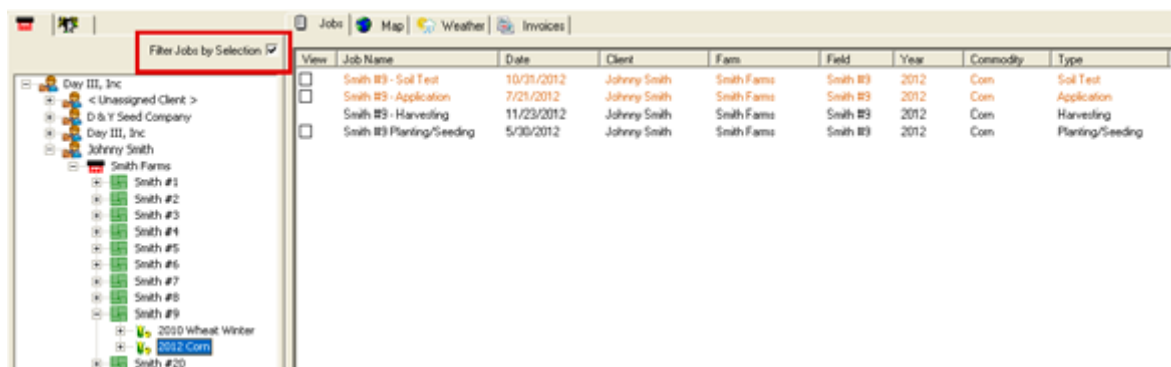 Jobs Map Weather Invoices
Filter Jobs by Selection
View Job Name Date Client Farm Field Year Commodity Type
Smith #9 - Soil Test 10/31/2012 Johnny Smith Smith Farms Smith #9 2012 Corn Soil Test
Smith #9 - Application 7/21/2012 Johnny Smith Smith Farms Smith #9 2012 Corn Application
Smith #9 - Harvesting 11/23/2012 Johnny Smith Smith Farms Smith #9 2012 Corn Harvesting
Smith #9 Planting/Seeding 5/30/2012 Johnny Smith Smith Farms Smith #9 2012 Corn Planting/Seeding
Day III, Inc
< Unassigned Client >
D & Y Seed Company
Day III, Inc
Johnny Smith
Smith Farms
Smith #1
Smith #2
Smith #3
Smith #4
Smith #5
Smith #6
Smith #7
Smith #8
Smith #9
2010 Wheat Winter
2012 Corn
Smith #20